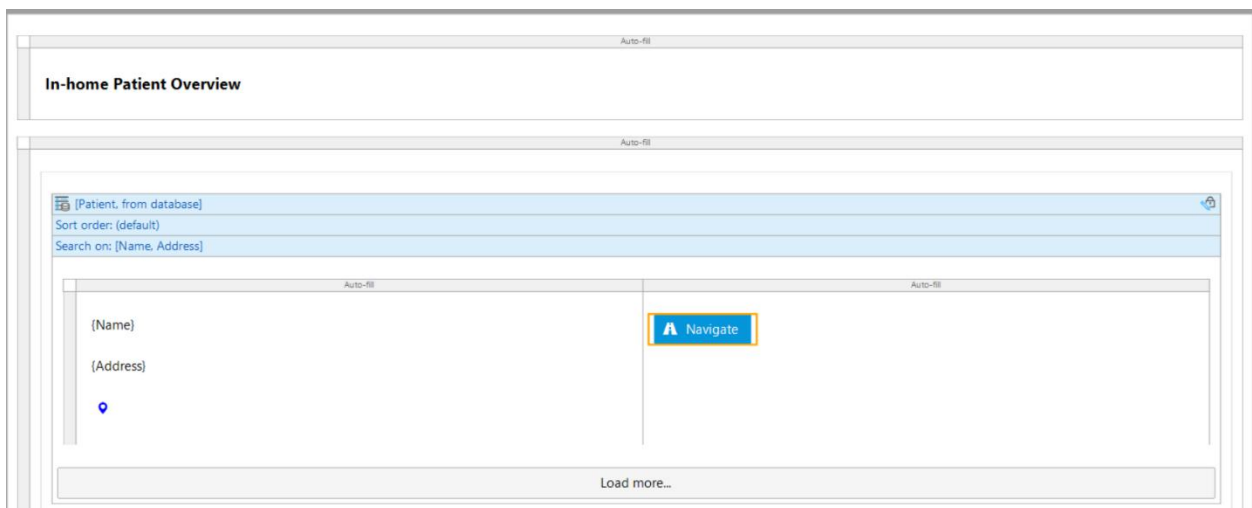 Auto-fill
In-home Patient Overview
Auto-fill
[Patient, from database]
Sort order: (default)
Search on: [Name, Address]
Auto-fill
Auto-fill
{Name}
Navigate
{Address}
Load more...